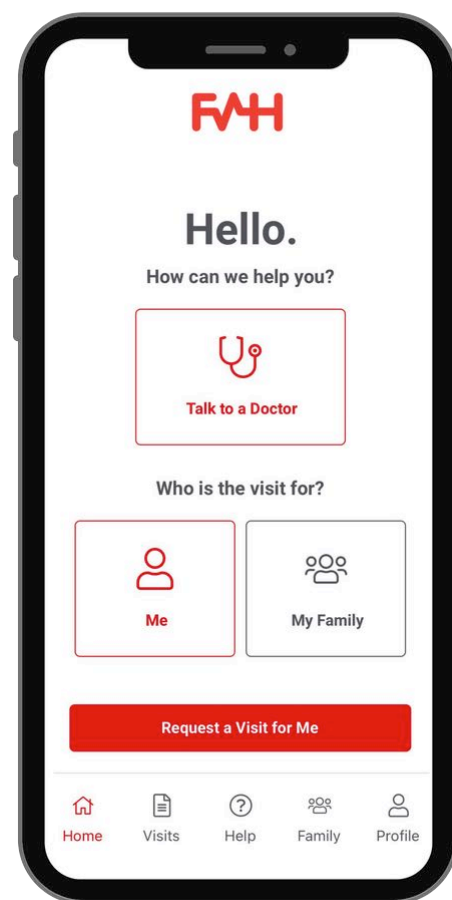 FAH
Hello.
How can we help you?
Talk to a Doctor
Who is the visit for?
Me
My Family
Request a Visit for Me
Home
Visits
Help
Family
Profile